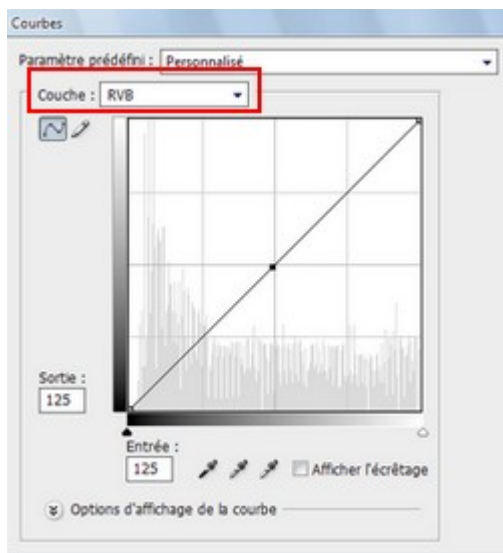 Courbes
Paramètre prédéfini : Personnalisé
Couche : RVB
Sortie :
125
Entrée :
125
Afficher l'écrêtage
Options d'affichage de la courbe